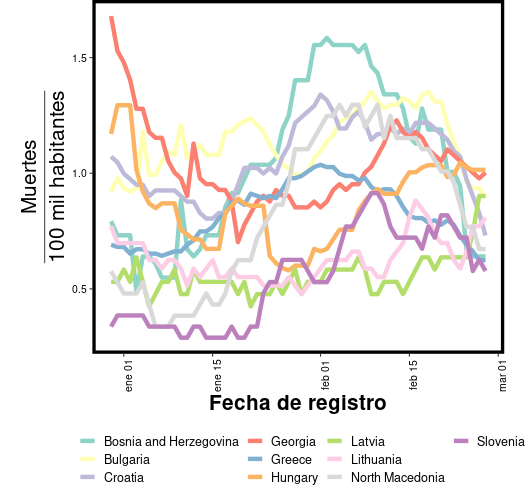 Muertes
100 mil habitantes
1.5
1.0
0.5
ene 01
ene 15
feb 01
feb 15
mar 01
Fecha de registro
Bosnia and Herzegovina
Georgia
Latvia
Slovenia
Bulgaria
Greece
Lithuania
Croatia
Hungary
North Macedonia